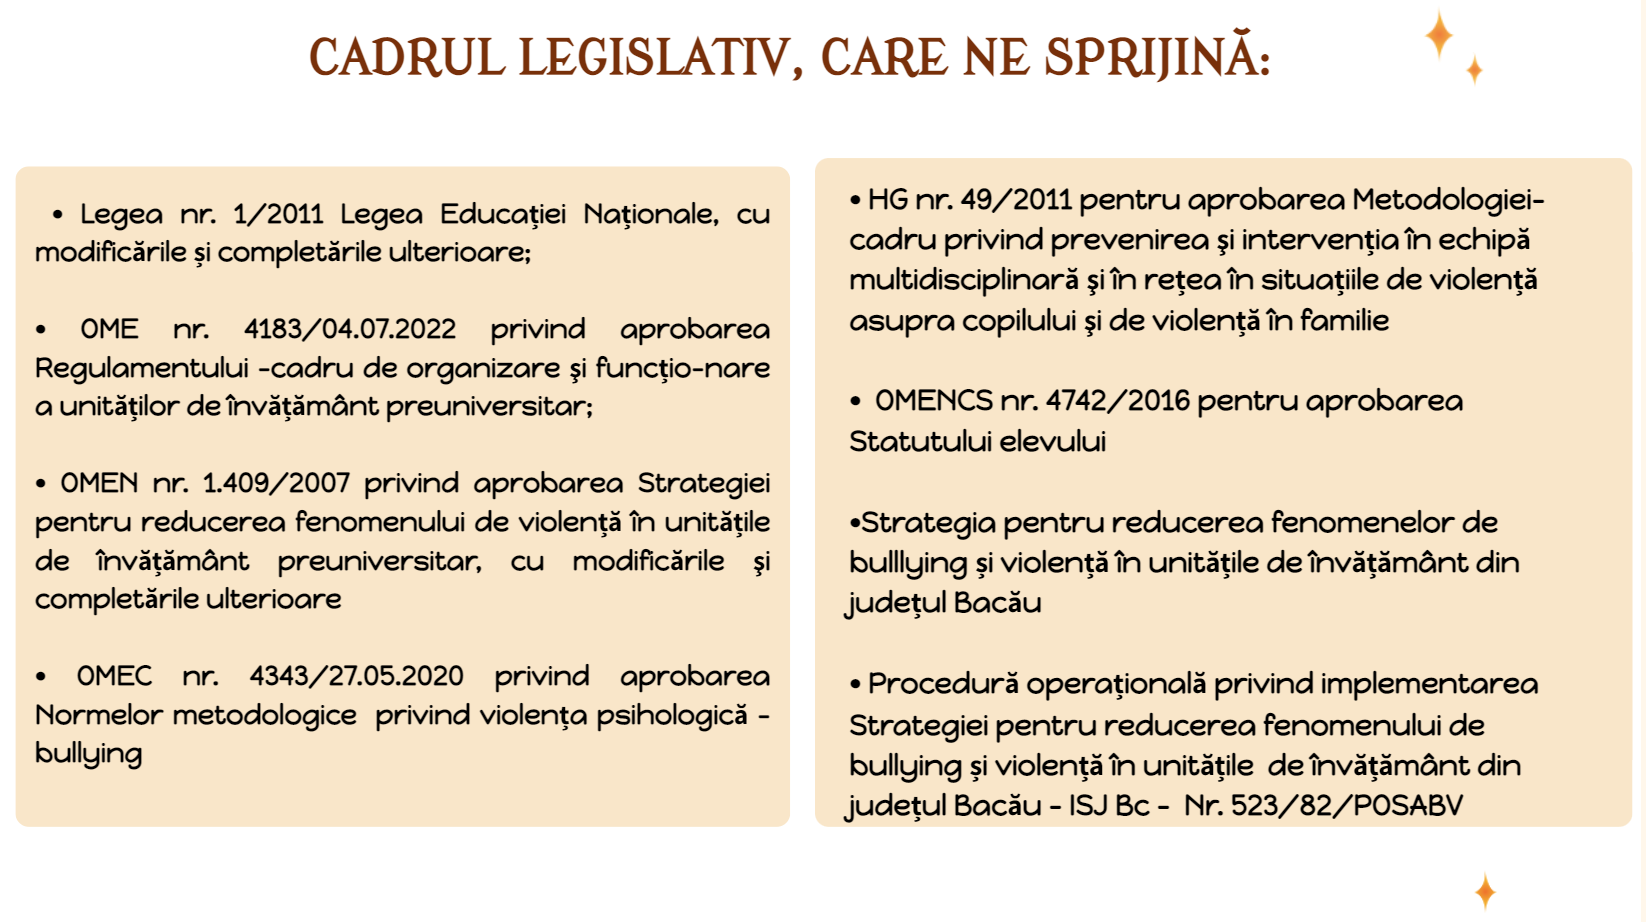 CADRUL LEGISLATIV, CARE NE SPRIJINĂ:
• Legea nr. 1/2011 Legea Educației Naționale, cu
modificările și completările ulterioare;
• OME nr. 4183/04.07.2022 privind aprobarea
Regulamentului -cadru de organizare şi funcțio-nare
a unităților de învățământ preuniversitar;
• OMEN nr. 1.409/2007 privind aprobarea Strategiei
pentru reducerea fenomenului de violență în unitățile
de învățământ preuniversitar, cu modificările şi
completările ulterioare
• OMEC nr. 4343/27.05.2020 privind aprobarea
Normelor metodologice privind violența psihologică -
bullying
• HG nr. 49/2011 pentru aprobarea Metodologiei-
cadru privind prevenirea şi intervenția în echipă
multidisciplinară şi în rețea în situațiile de violență
asupra copilului şi de violență în familie
• OMENCS nr. 4742/2016 pentru aprobarea
Statutului elevului
•Strategia pentru reducerea fenomenelor de
bulllying și violență în unitățile de învățământ din
județul Bacău
• Procedură operațională privind implementarea
Strategiei pentru reducerea fenomenului de
bullying și violență în unitățile de învățământ din
județul Bacău - ISJ Bc - Nr. 523/82/POSABV